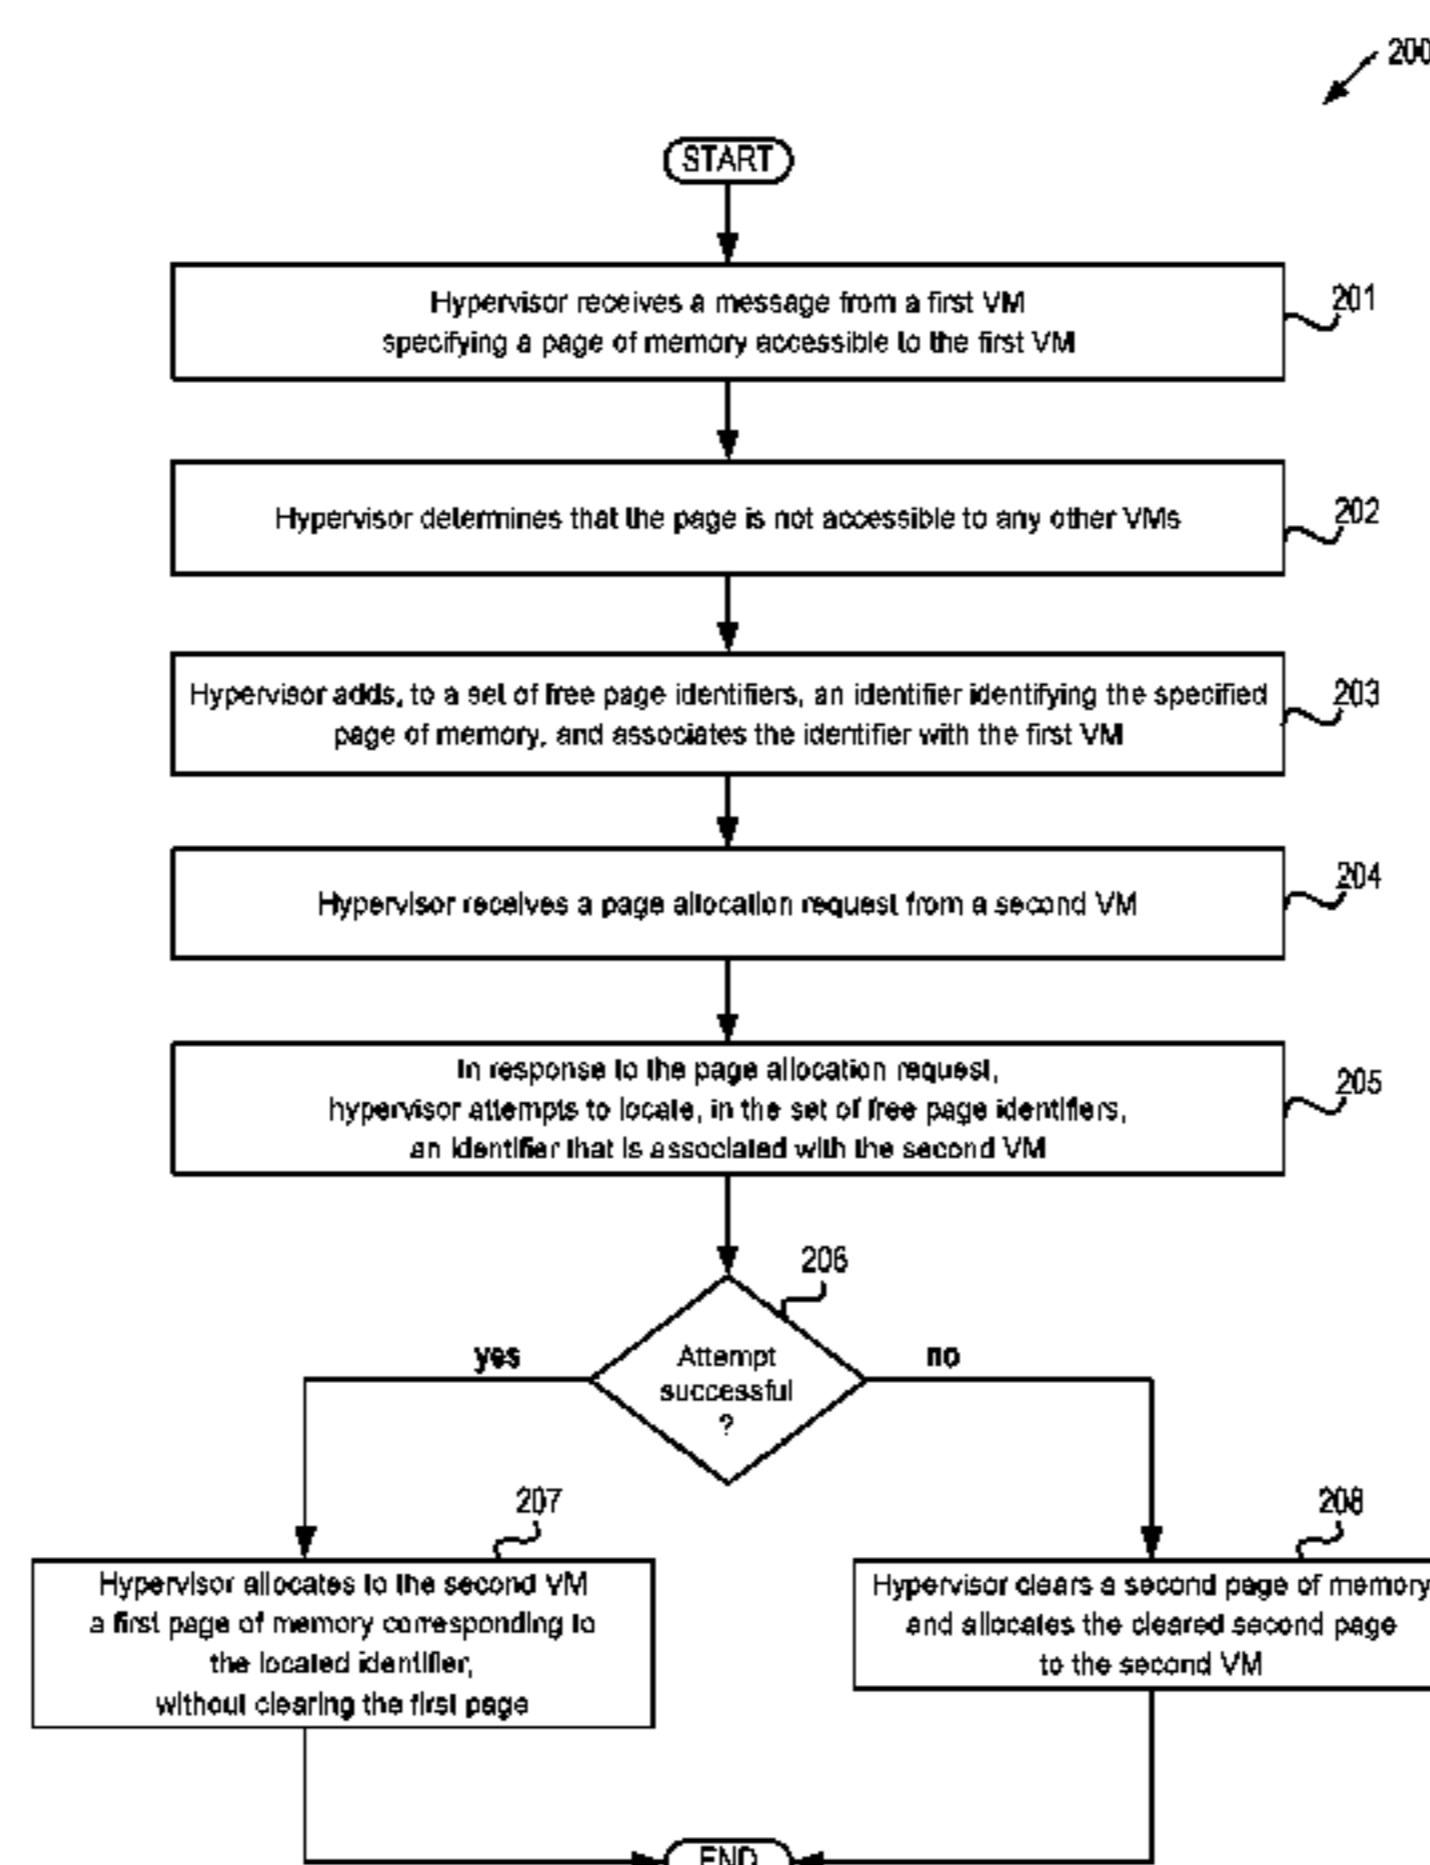 200
START
Hypervisor receives a message from a first VM
specifying a page of memory accessible to the first VM
201
Hypervisor determines that the page is not accessible to any other VMs
202
Hypervisor adds, to a set of free page identifiers, an identifier identifying the specified
page of memory, and associates the identifier with the first VM
203
Hypervisor receives a page allocation request from a second VM
204
In response to the page allocation request,
hypervisor attempts to locate, in the set of free page identifiers,
an identifier that is associated with the second VM
205
206
Attempt
successful
?
yes
no
207
Hypervisor allocates to the second VM
a first page of memory corresponding to
the located identifier,
without clearing the first page
208
Hypervisor clears a second page of memory
and allocates the cleared second page
to the second VM
END